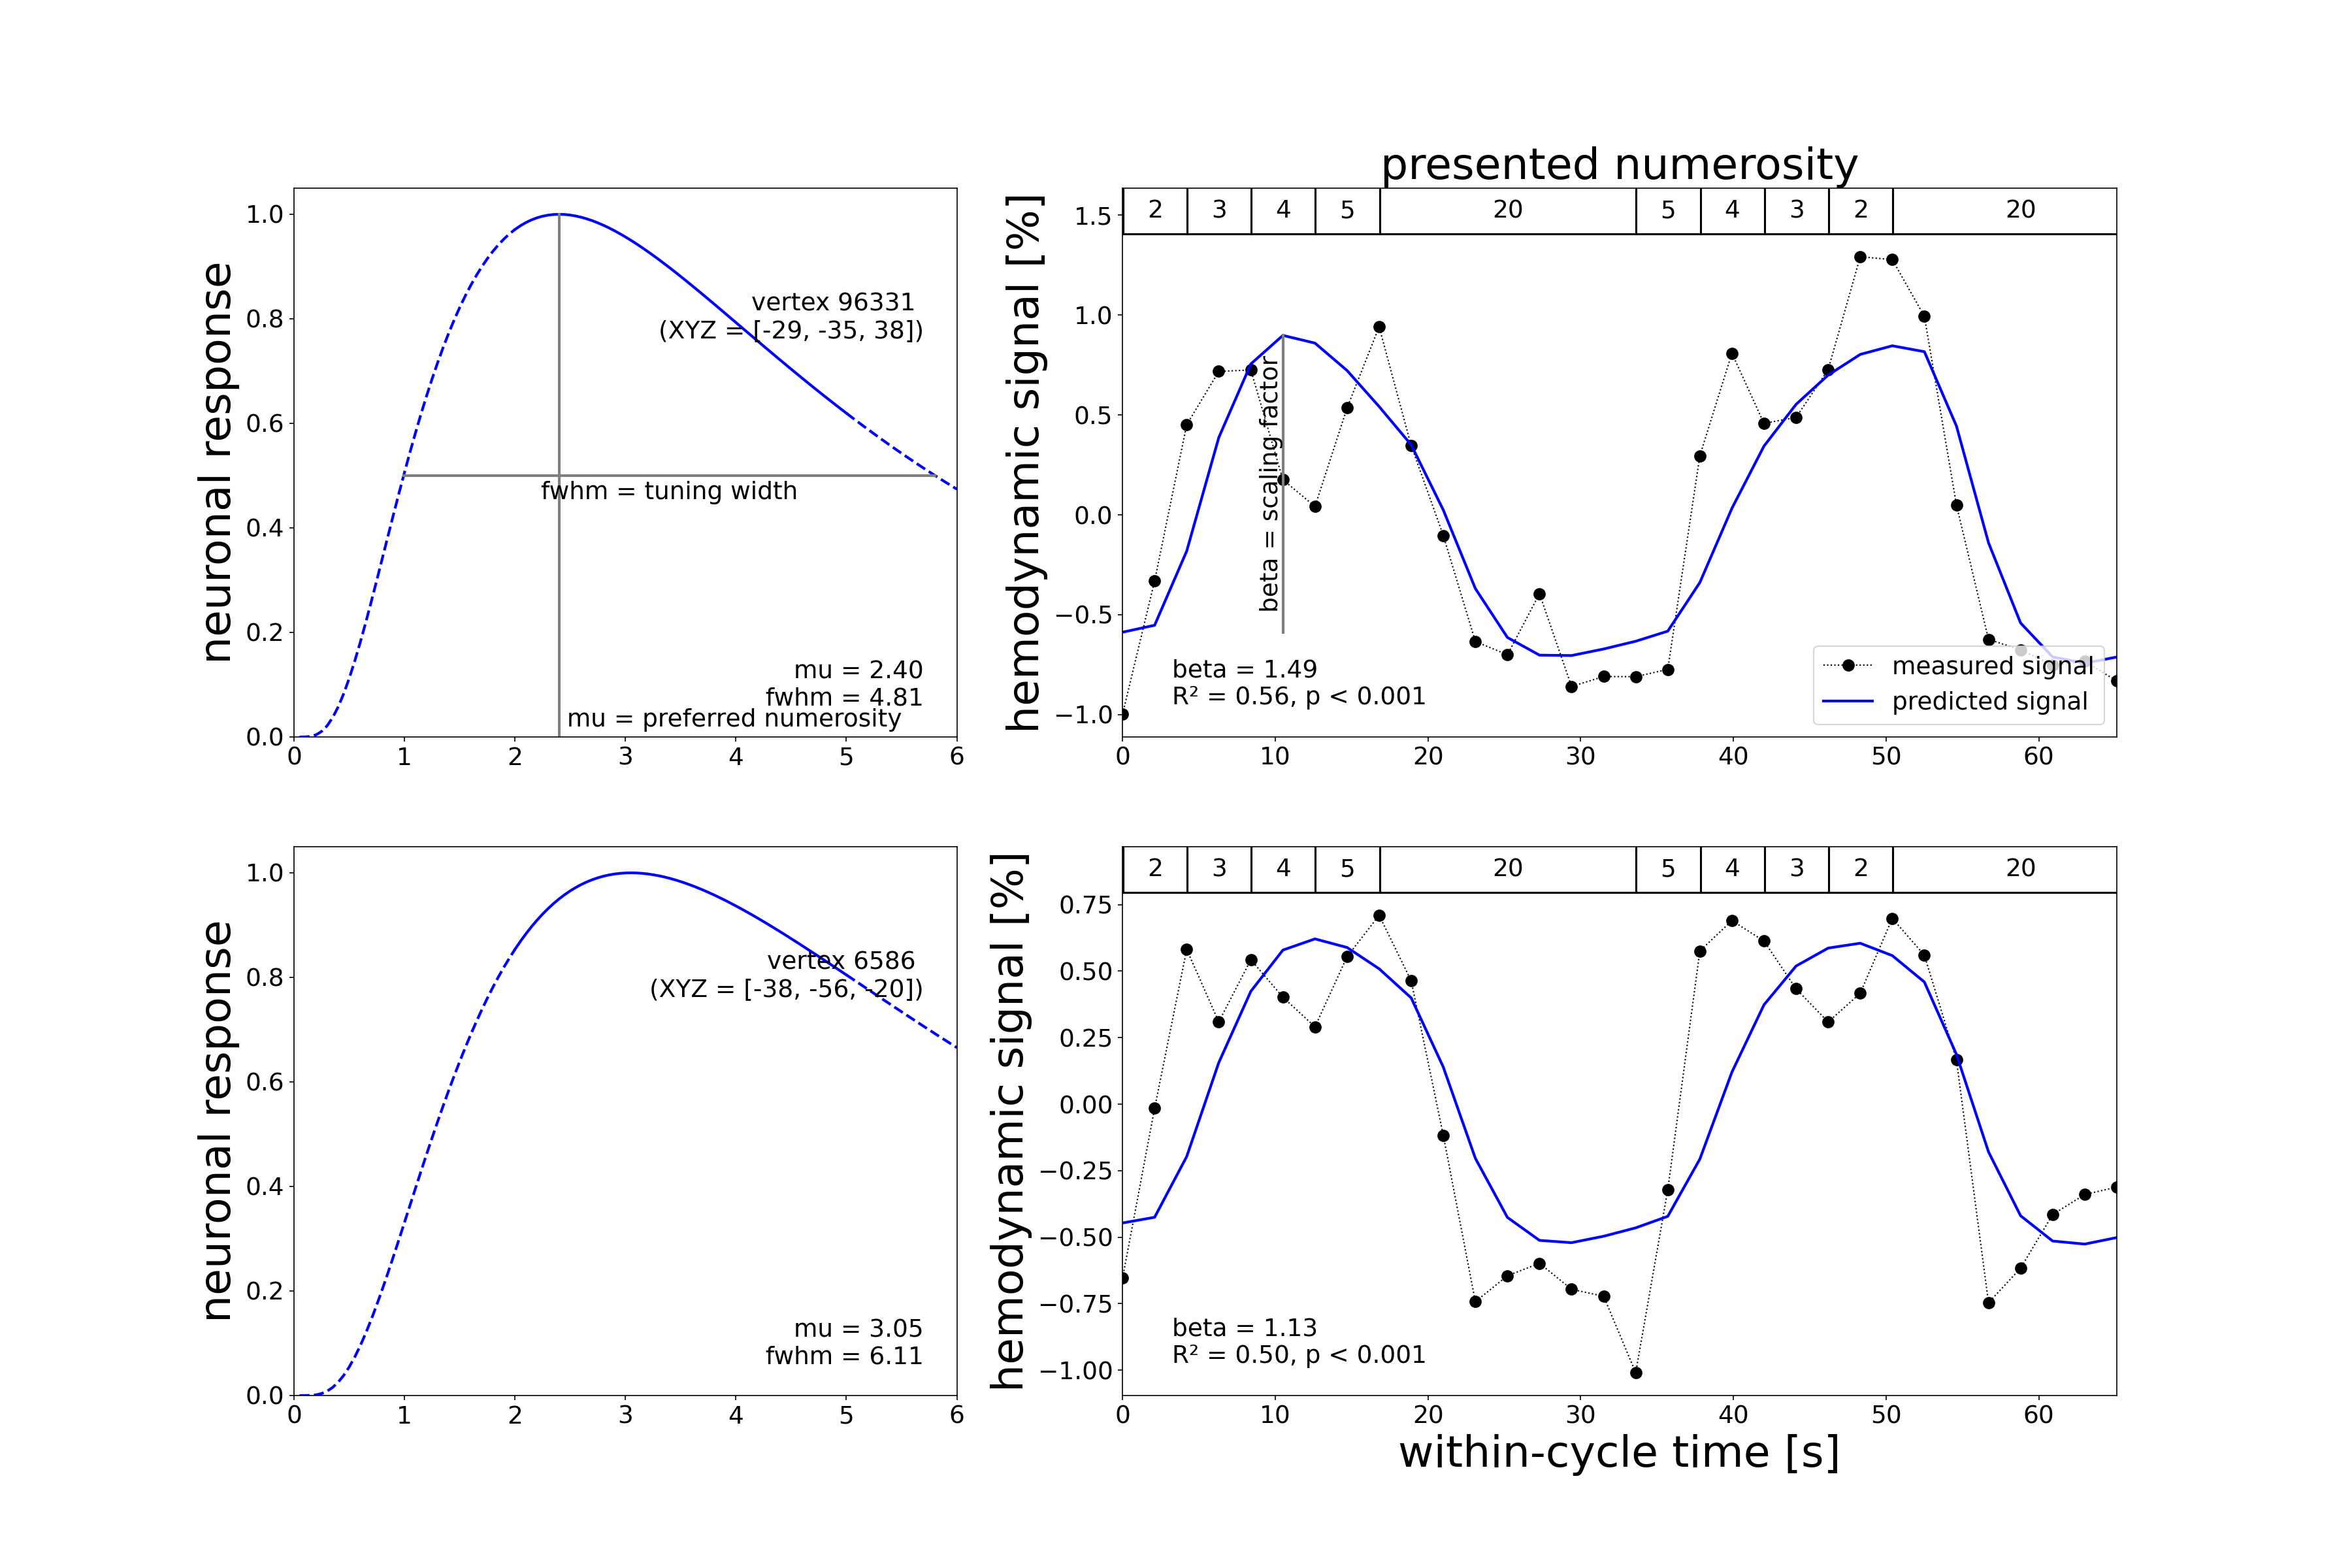 presented numerosity
neuronal response
1.0
0.8
0.6
0.4
0.2
0.0
0 1 2 3 4 5 6
vertex 96331
(XYZ = [-29, -35, 38])
fwhm = tuning width
mu = 2.40
fwhm = 4.81
mu = preferred numerosity
hemodynamic signal [%]
1.5
1.0
0.5
0.0
−0.5
−1.0
2 3 4 5 20 5 4 3 2 20
beta = scaling factor
beta = 1.49
R² = 0.56, p < 0.001
measured signal
predicted signal
0 10 20 30 40 50 60
neuronal response
1.0
0.8
0.6
0.4
0.2
0.0
0 1 2 3 4 5 6
vertex 6586
(XYZ = [-38, -56, -20])
mu = 3.05
fwhm = 6.11
hemodynamic signal [%]
0.75
0.50
0.25
0.00
−0.25
−0.50
−0.75
−1.00
2 3 4 5 20 5 4 3 2 20
beta = 1.13
R² = 0.50, p < 0.001
0 10 20 30 40 50 60
within-cycle time [s]